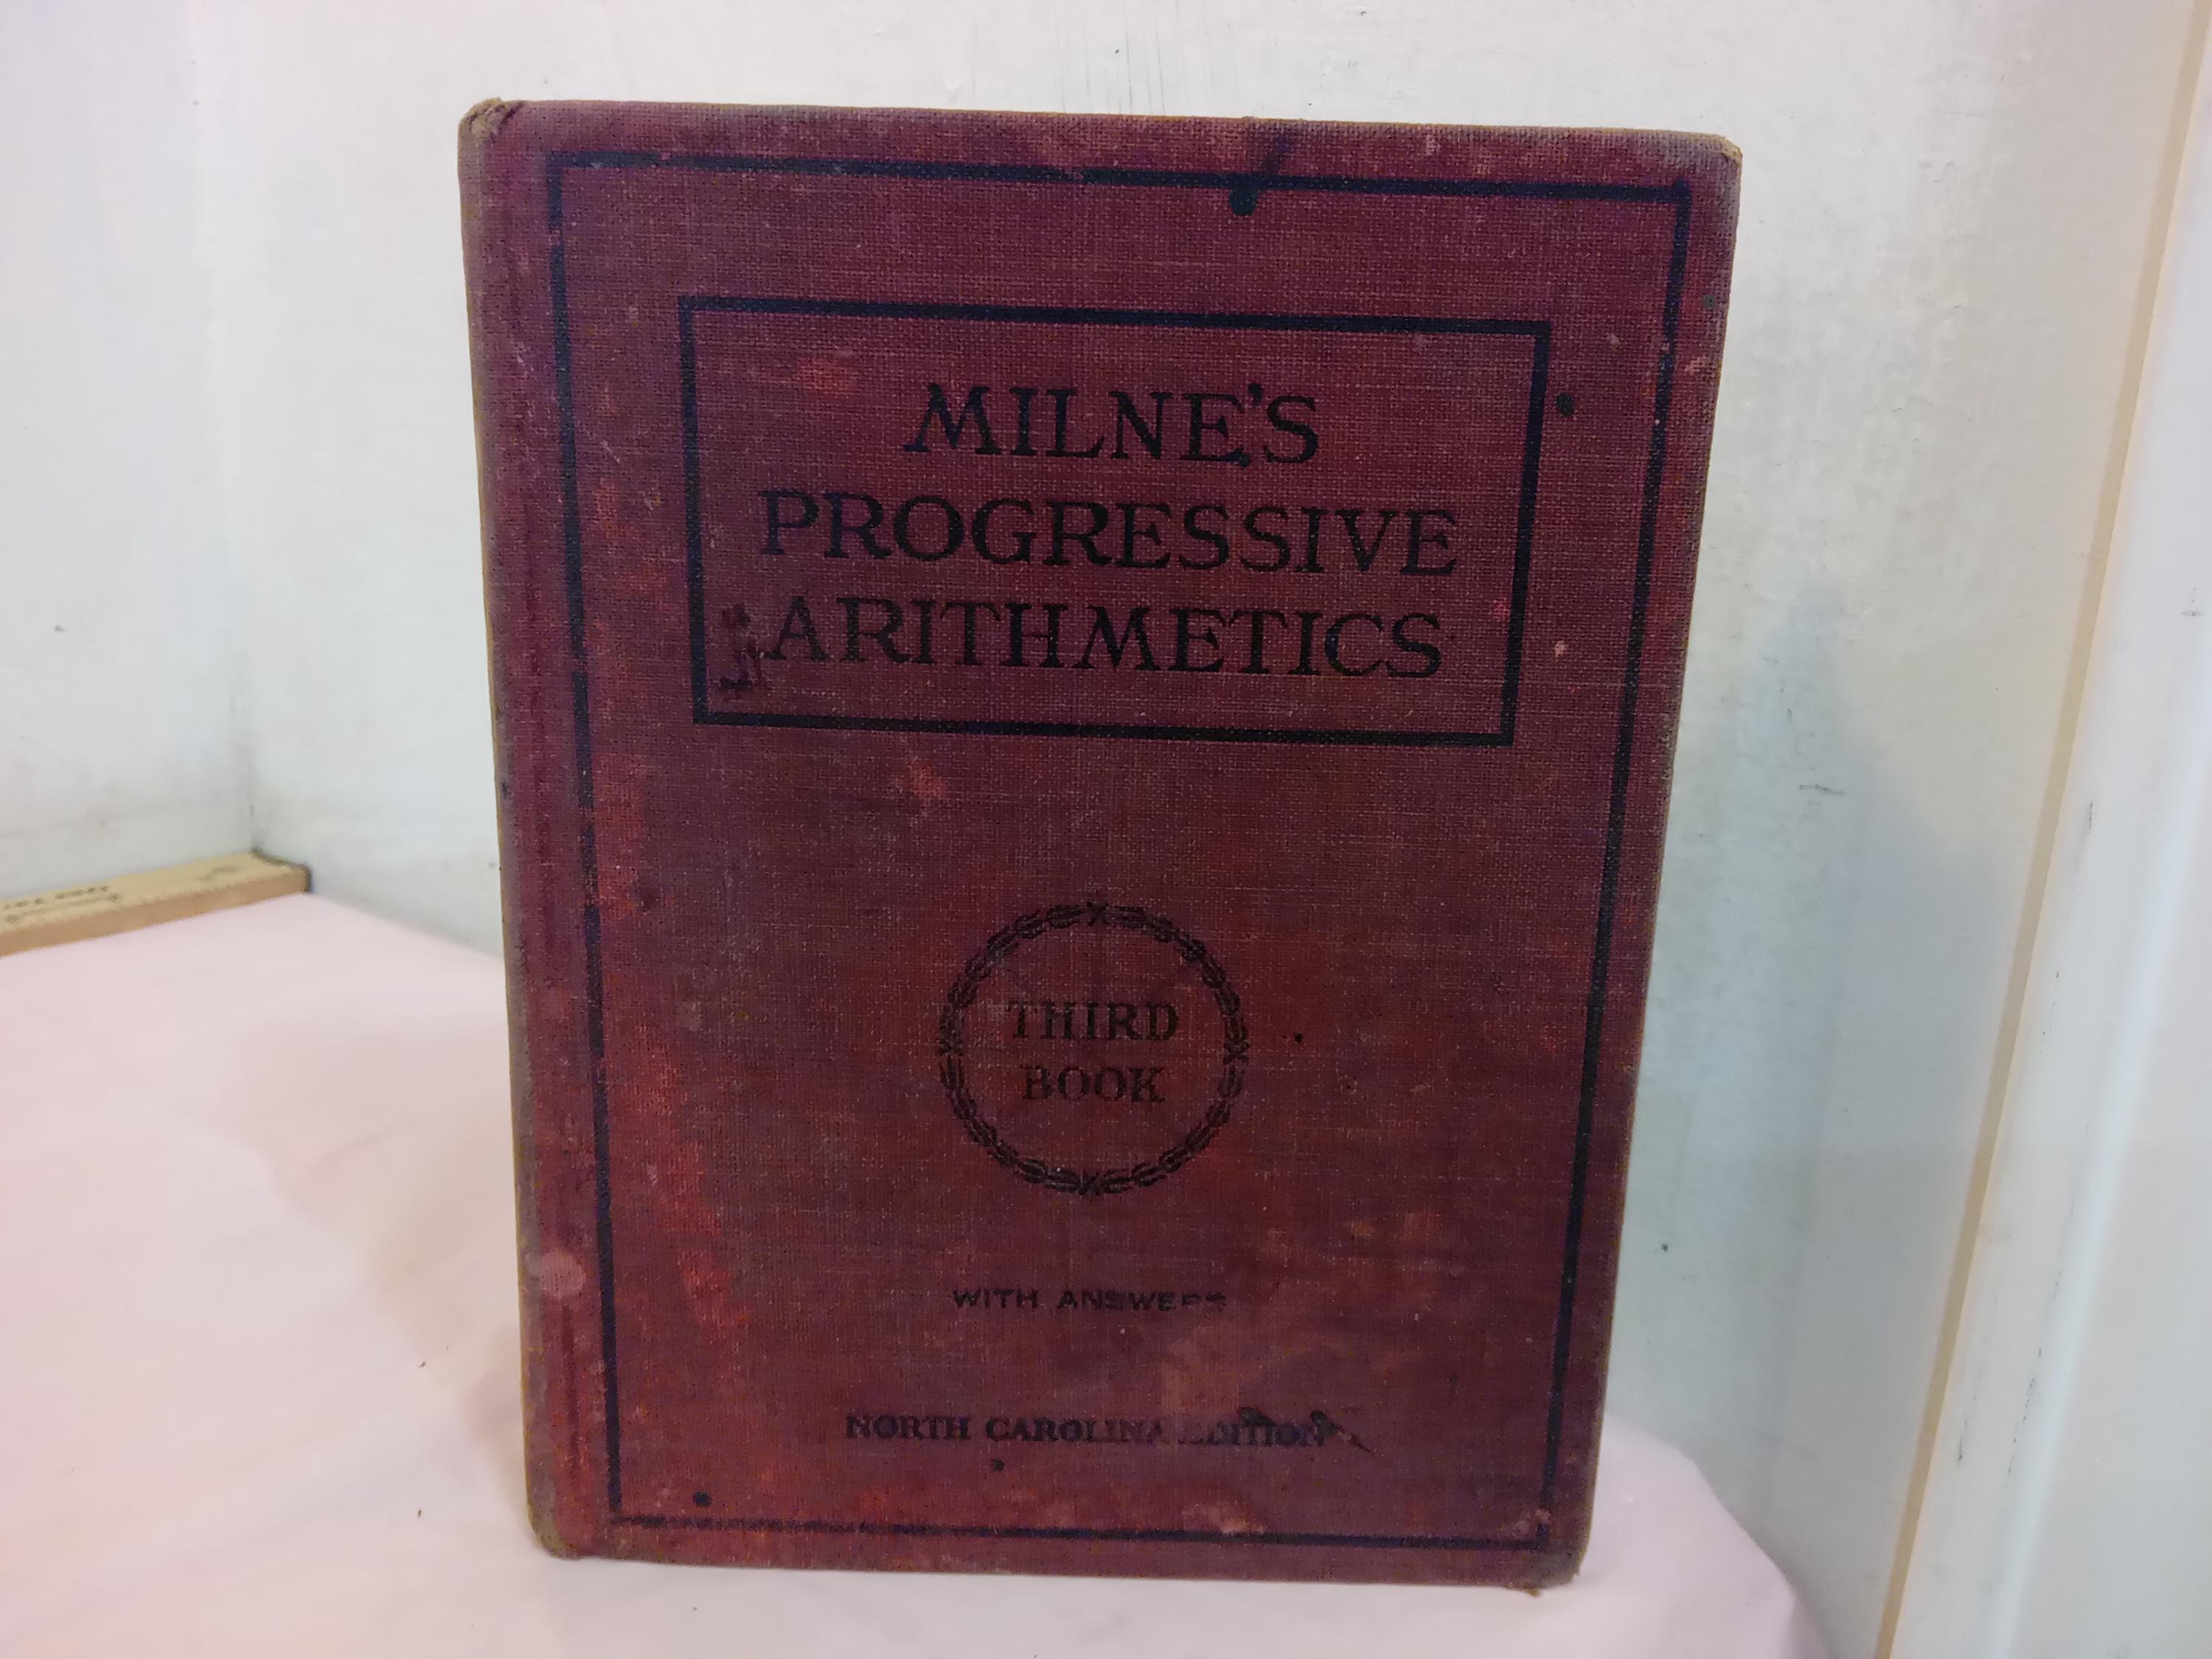 MILNE'S
PROGRESSIVE
ARITHMETICS
THIRD
BOOK
WITH ANSWERS
NORTH CAROLINA EDITION